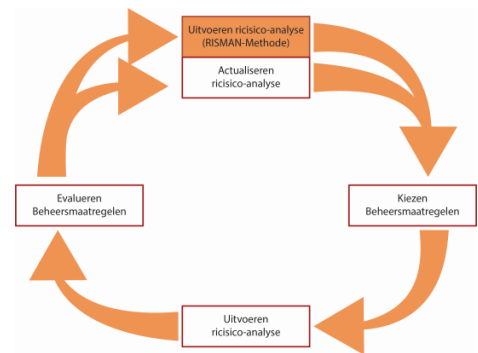 Uitvoeren ricisico-analyse
(RISMAN-Methode)
Actualiseren
ricisico-analyse
Evalueren
Beheersmaatregelen
Kiezen
Beheersmaatregelen
Uitvoeren
ricisico-analyse